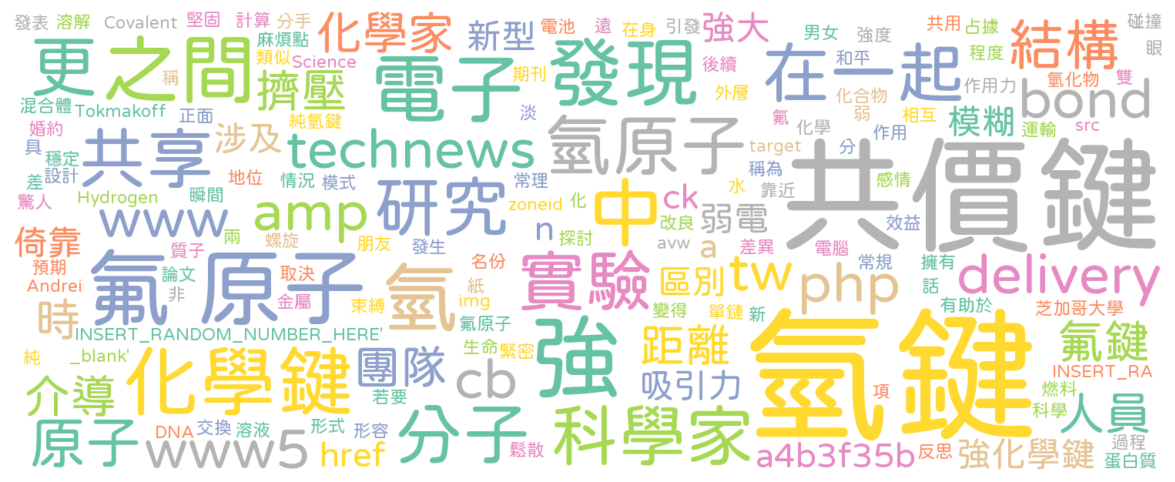 發表 溶解 Covalent 堅固 計算 分手 化學家 新型 電池 遠 在身 引發 強大 男女 強度 共用 占據 碰撞
更 之間 麻煩點 類似 Science 電子 期刊 發現 後續 和平 在一起 程度 結構 眼
稱 擠壓 外層 化合物 作用力 氫化物 雙
混合體 Tokmakoff 正面 純氫鍵 淡 氫原子 弱 氟 相互 模糊 bond
婚約 共享 涉及 technews target 化學 作用 運輸 src
具 穩定 設計 差 地位 情況 模式 研究 常理 水 稱為 靠近 分 共價鍵 感情
驚人 Hydrogen 瞬間 amp zoneid 化 中 ck 改良 弱電 效益
www 兩 n 探討 a avw 差異 電腦
倚靠 質子 螺旋 朋友 發生 實驗 區別 tw php 常規 擁有 delivery
預期 Andrei 論文 取決 名份 話
氟原子 非 金屬 束縛 氫 紙 img 變得 單鍵 新 有助於 芝加哥大學
時 INSERT_RANDOM_NUMBER_HERE' 氟原子 距離 氫鍵 氟鍵
純 _blank' 化學鍵 團隊 生命 緊密 強 吸引力 INSERT_RA
介導 若要 cb 項 燃料 科學 人員
原子 DNA 交換 溶液 形式 形容 分子 科學家 過程
www5 href 鬆散 a4b3f35b 反思 強化學鍵 蛋白質